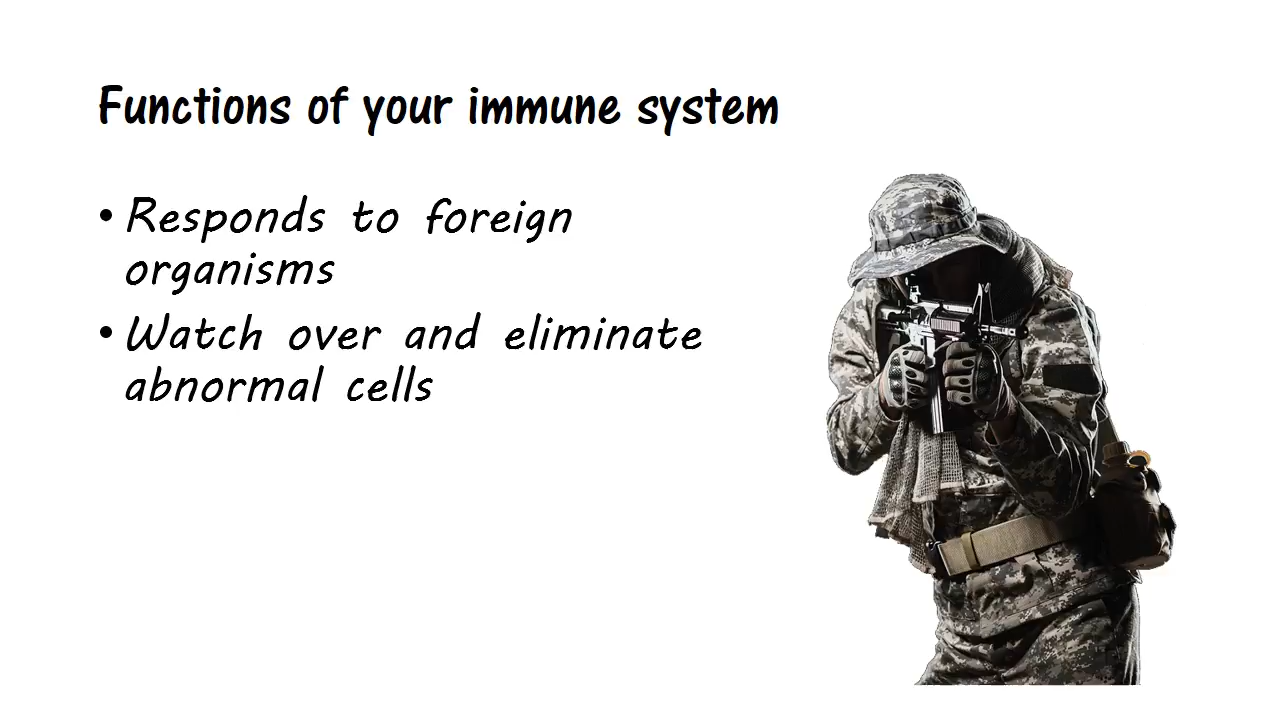 Functions of your immune system
• Responds to foreign
organisms
• Watch over and eliminate
abnormal cells